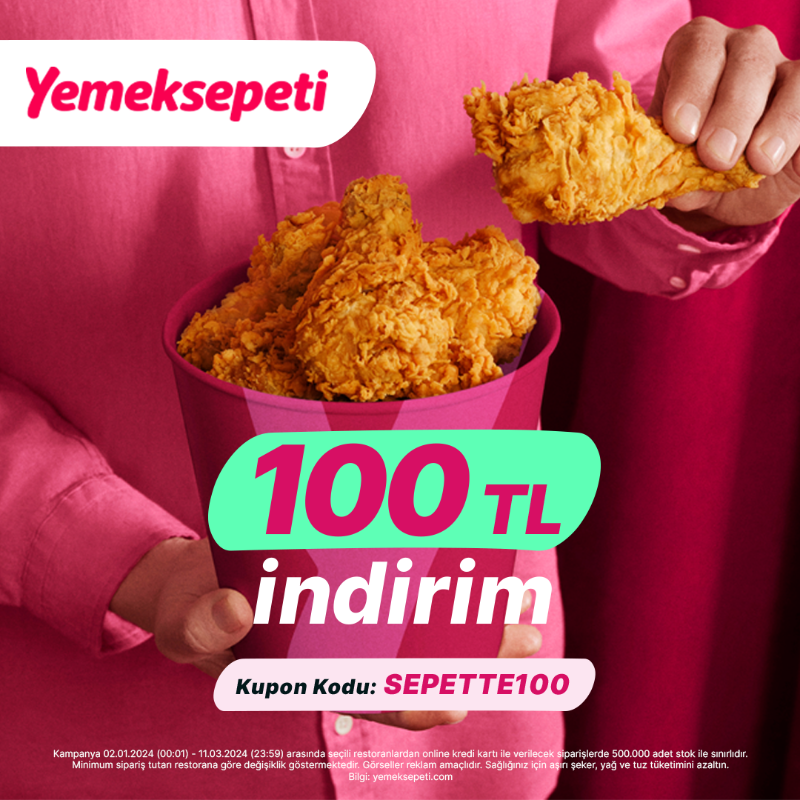 Yemeksepeti
100 TL
indirim
Kupon Kodu: SEPETTE100
Kampanya 02.01.2024 (00:01) - 11.03.2024 (23:59) arasında seçili restoranlardan online kredi kartı ile verilecek siparişlerde 500.000 adet stok ile sınırlıdır.
Minimum sipariş tutarı restorana göre değişiklik göstermektedir. Görseller reklam amaçlıdır. Sağlığınız için aşırı şeker, yağ ve tuz tüketimini azaltın.
Bilgi: yemeksepeti.com